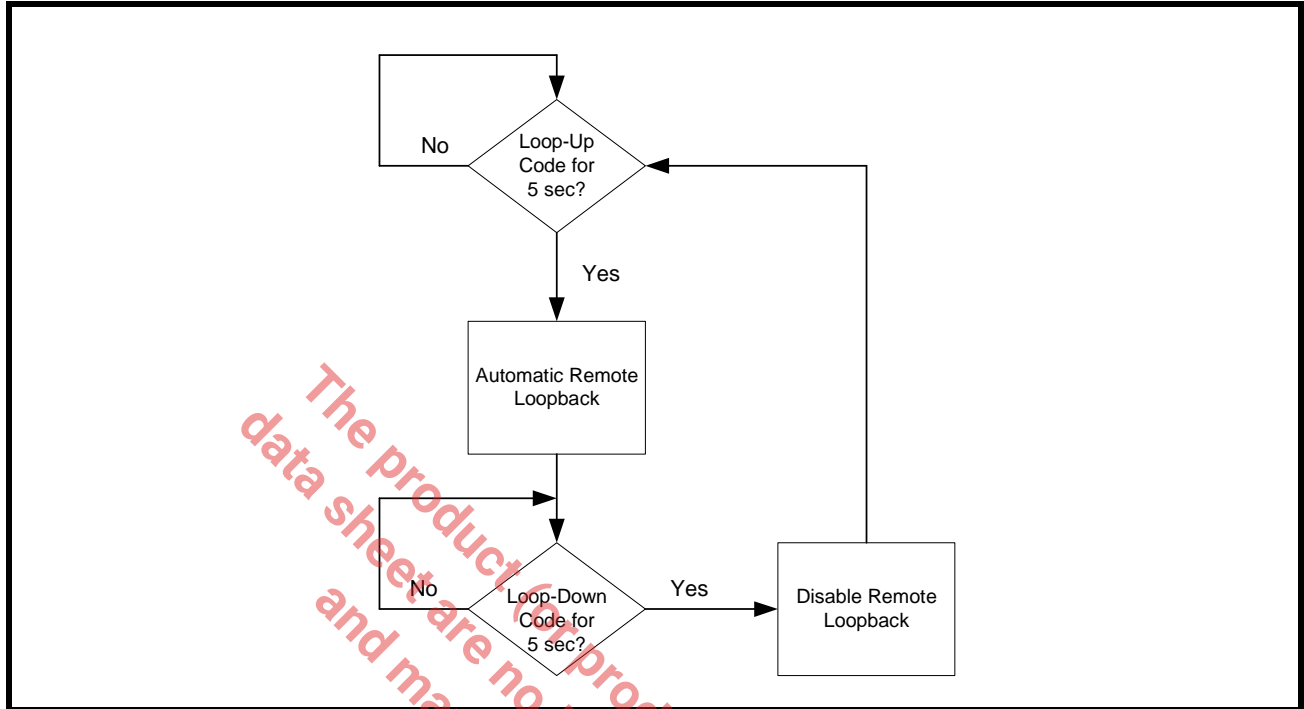 Loop-Up
Code for
5 sec?
No
Yes
Automatic Remote
Loopback
Loop-Down
Code for
5 sec?
No
Yes
Disable Remote
Loopback
The product (or
data sheet are no
and